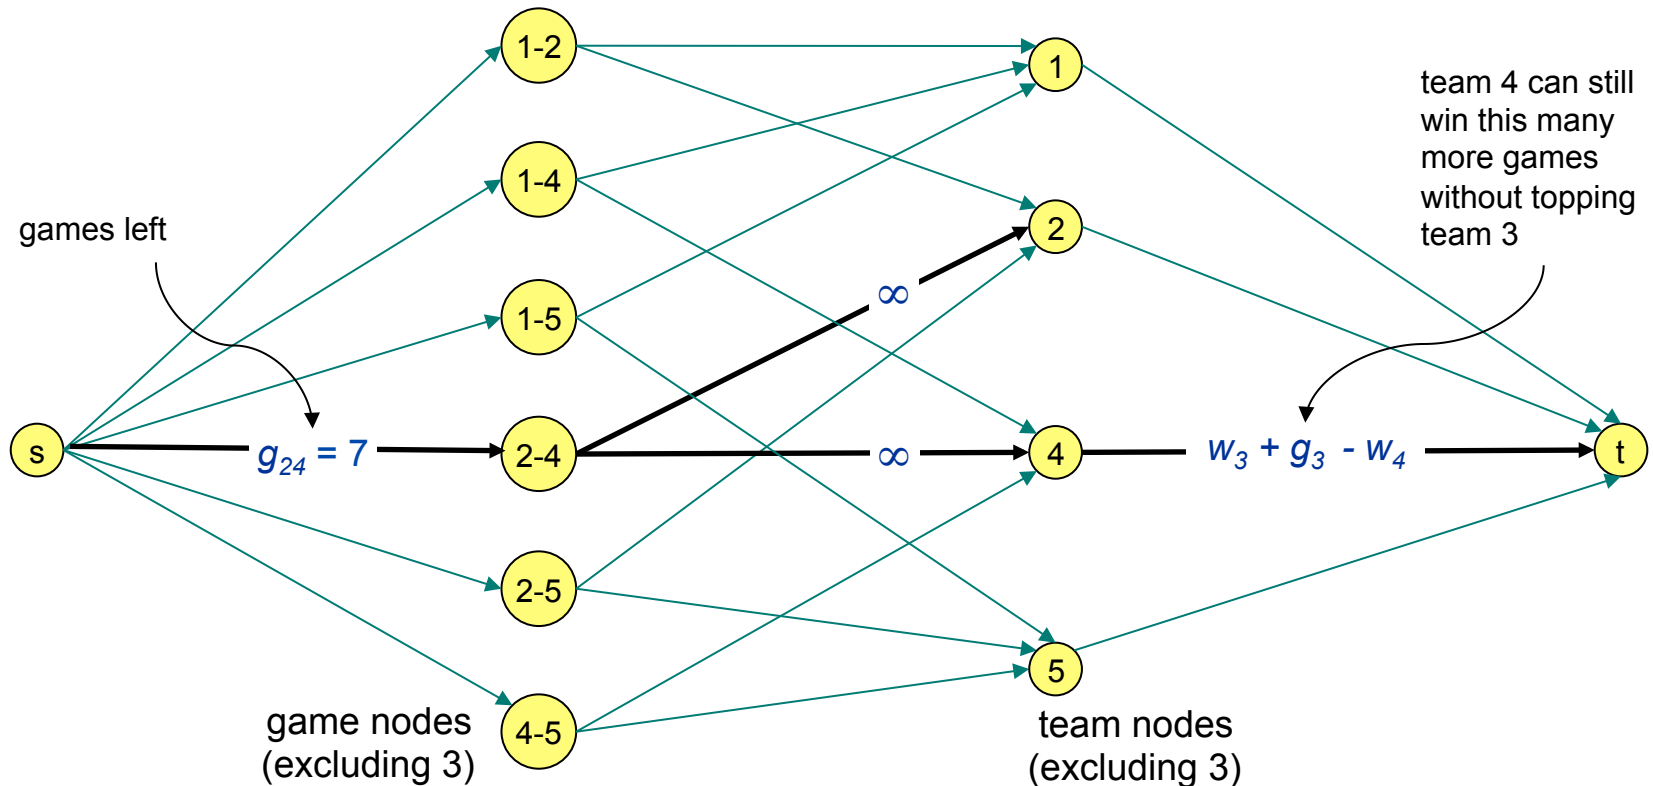 1-2
1
team 4 can still
win this many
more games
without topping
team 3
1-4
games left
2
∞
1-5
s
g24 = 7
2-4
∞
4
w3 + g3 - w4
t
2-5
5
4-5
game nodes
(excluding 3)
team nodes
(excluding 3)